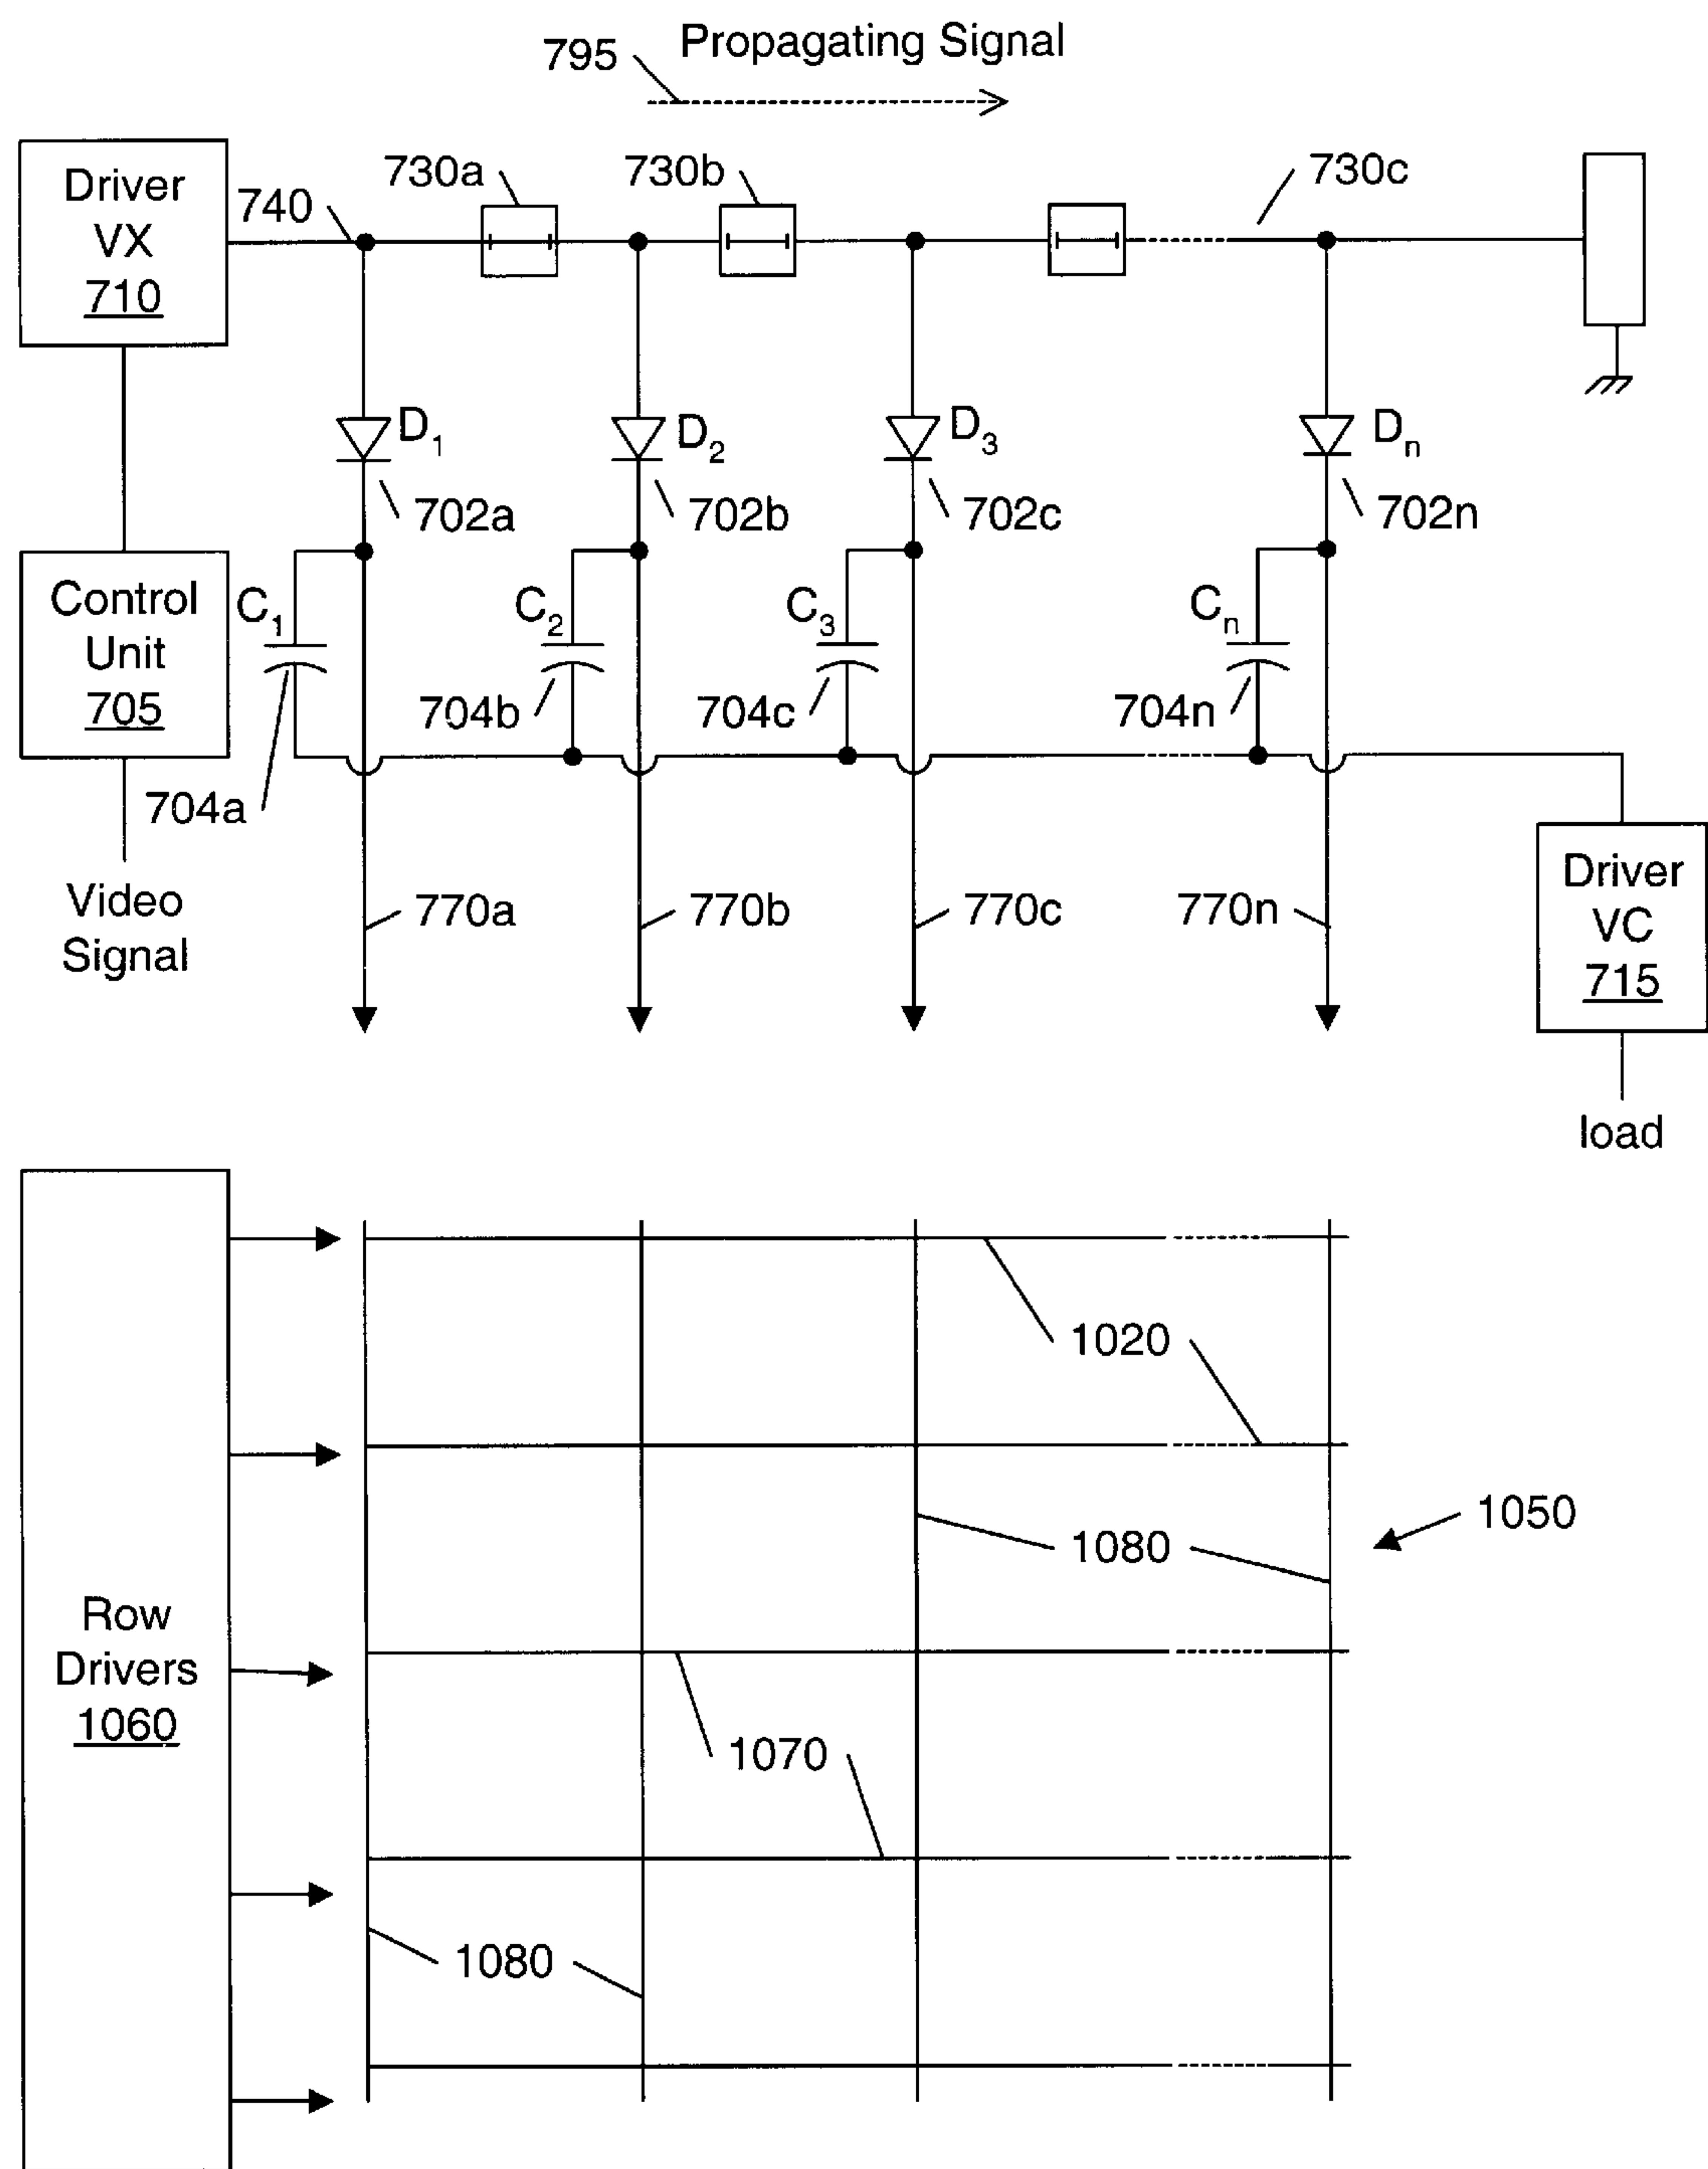 Propagating Signal
795
730a
730b
730c
Driver
VX
710
740
D1
D2
D3
Dn
702a
702b
702c
702n
Control
Unit
705
C1
C2
C3
Cn
704a
704b
704c
704n
Video
Signal
770a
770b
770c
770n
Driver
VC
715
load
1020
1050
1080
Row
Drivers
1060
1070
1080